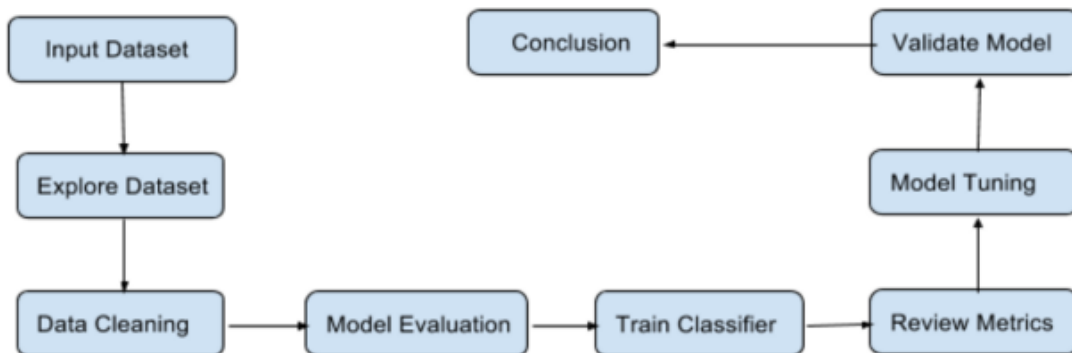 Input Dataset
Conclusion
Validate Model
Explore Dataset
Model Tuning
Data Cleaning
Model Evaluation
Train Classifier
Review Metrics